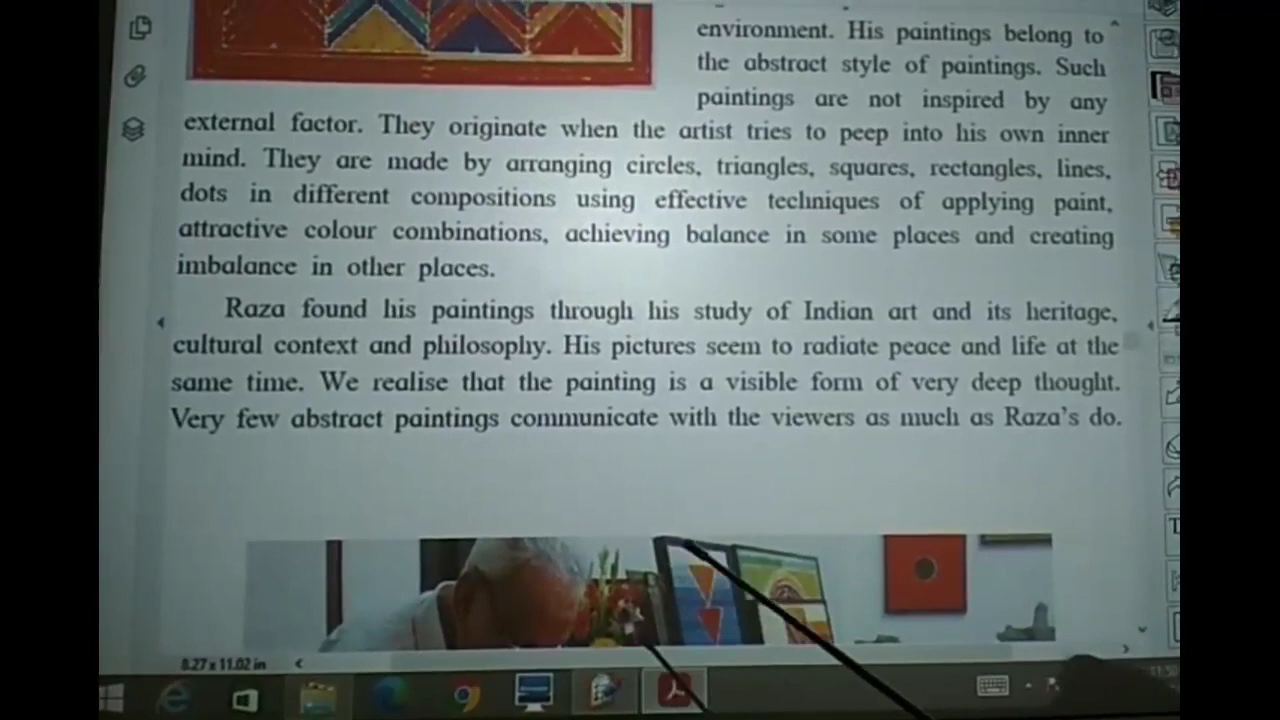 environment. His paintings belong to
the abstract style of paintings. Such
paintings are not inspired by any
external factor. They originate when the artist tries to peep into his own inner
mind. They are made by arranging circles, triangles, squares, rectangles, lines,
dots in different compositions using effective techniques of applying paint,
attractive colour combinations, achieving balance in some places and creating
imbalance in other places.
Raza found his paintings through his study of Indian art and its heritage,
cultural context and philosophy. His pictures seem to radiate peace and life at the
same time. We realise that the painting is a visible form of very deep thought.
Very few abstract paintings communicate with the viewers as much as Raza's do.
8.27 x 11.02 in